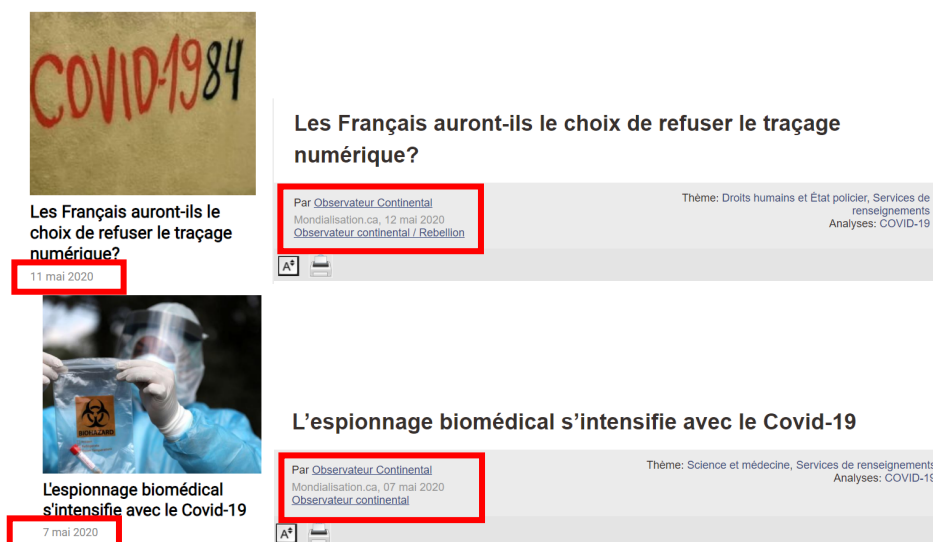 COVID-1984
Les Français auront-ils le
choix de refuser le traçage
numérique?
11 mai 2020
Les Français auront-ils le choix de refuser le traçage
numérique?
Par Observateur Continental
Mondialisation.ca, 12 mai 2020
Observateur continental / Rebellion
Thème: Droits humains et État policier, Services de
renseignements
Analyses: COVID-19
A
BIOHAZARD
L'espionnage biomédical
s'intensifie avec le Covid-19
7 mai 2020
L’espionnage biomédical s’intensifie avec le Covid-19
Par Observateur Continental
Mondialisation.ca, 07 mai 2020
Observateur continental
Thème: Science et médecine, Services de renseignements
Analyses: COVID-19
A